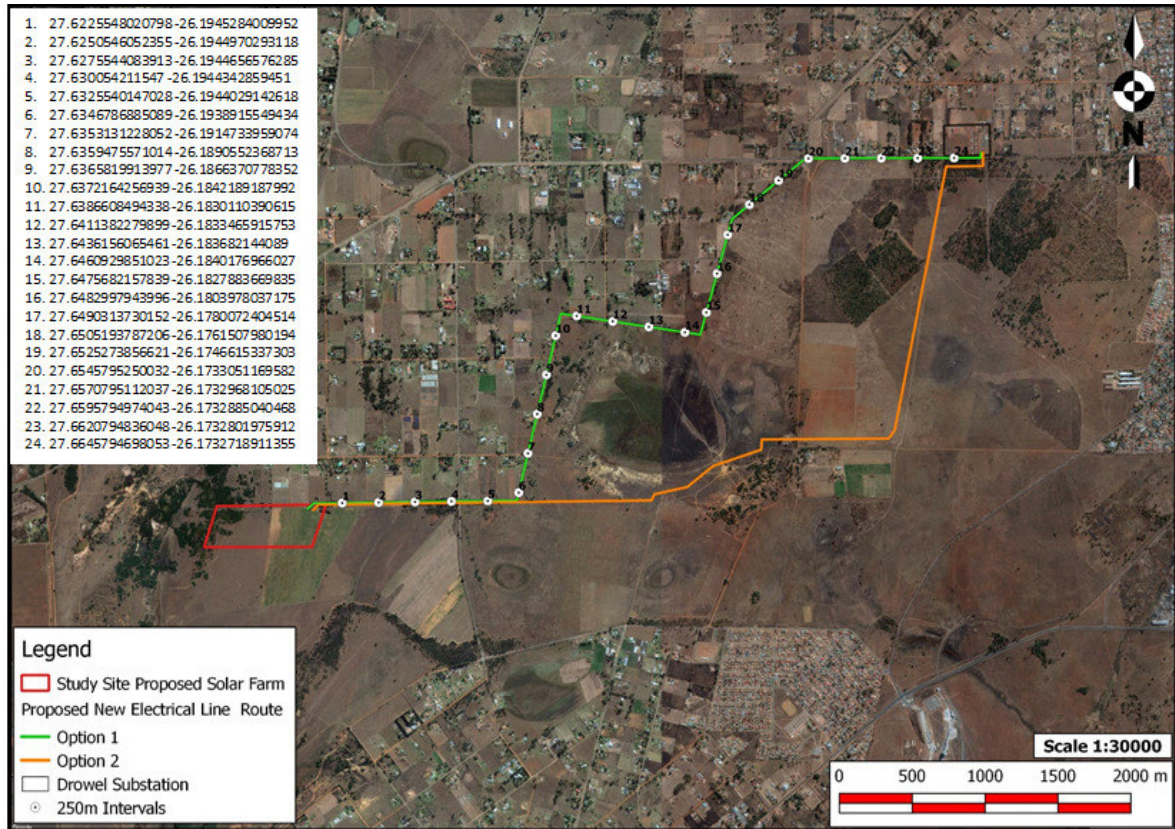 1. 27.6225548020798-26.1945284009952
2. 27.6250546052355-26.1944970293118
3. 27.6275544083913-26.1944656576285
4. 27.630054211547 -26.1944342859451
5. 27.6325540147028-26.1944029142618
6. 27.6346786885089-26.1938915549434
7. 27.6353131228052-26.1914733959074
8. 27.6359475571014-26.1890552368713
9. 27.6365819913977-26.1866370778352
10. 27.6372164256939-26.1842189187992
11. 27.6386608494338-26.1830110390615
12. 27.6411382279899-26.1833465915753
13. 27.6436156065461-26.183682144089
14. 27.6460929851023-26.1840176966027
15. 27.6475682157839-26.1827883669835
16. 27.6482997943996-26.1803978037175
17. 27.6490313730152-26.1780072404514
18. 27.6505193787206-26.1761507980194
19. 27.6525273856621-26.1746615337303
20. 27.6545795250032-26.1733051169582
21. 27.6570795112037-26.1732968105025
22. 27.6595794974043-26.1732885040468
23. 27.6620794836048-26.1732801975912
24. 27.6645794698053-26.1732718911355
N
20 21 22 23 24
19
18
17
16
15
11
12
13
14
10
9
8
7
6
1 2 3 4 5
Legend
Study Site Proposed Solar Farm
Proposed New Electrical Line Route
Option 1
Option 2
Drowel Substation
250m Intervals
Scale 1:30000
0 500 1000 1500 2000 m